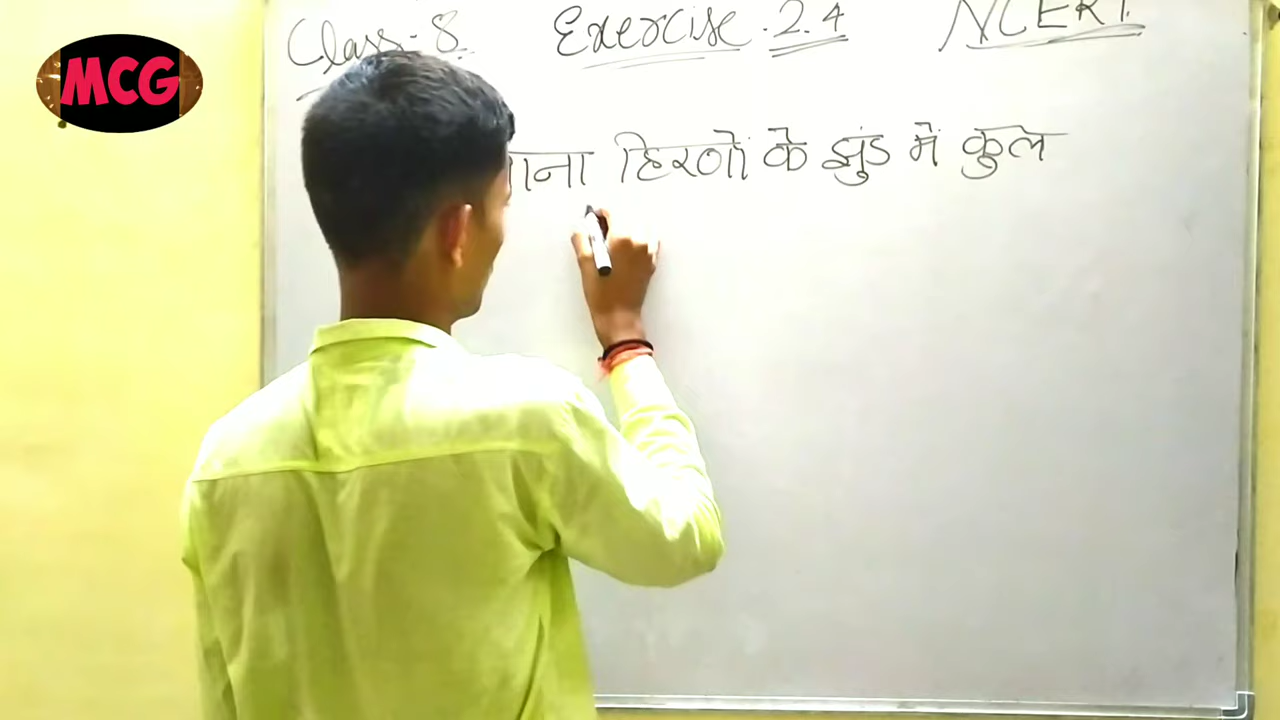 MCG
Class-8 Exercise.2.4 NCERT
हिरणों के झुंड में कुल